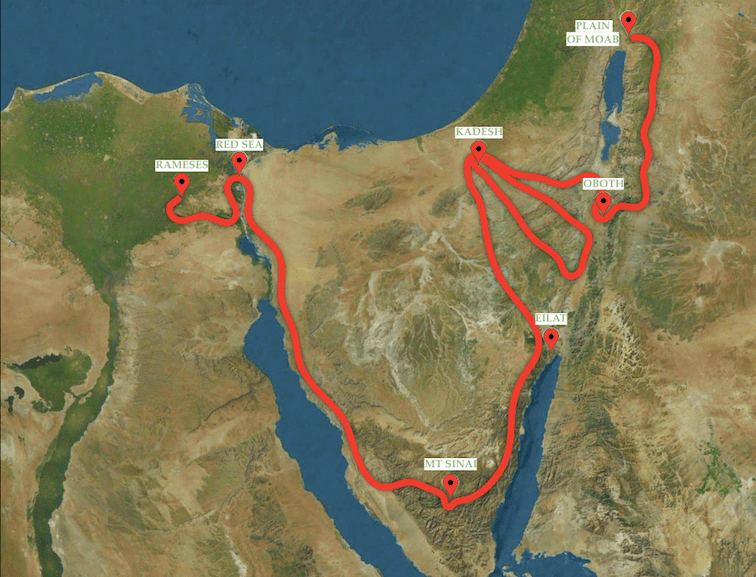 PLAIN
OF MOAB
KADESH
RED SEA
RAMESES
OBOTH
EILAT
MT SINAI